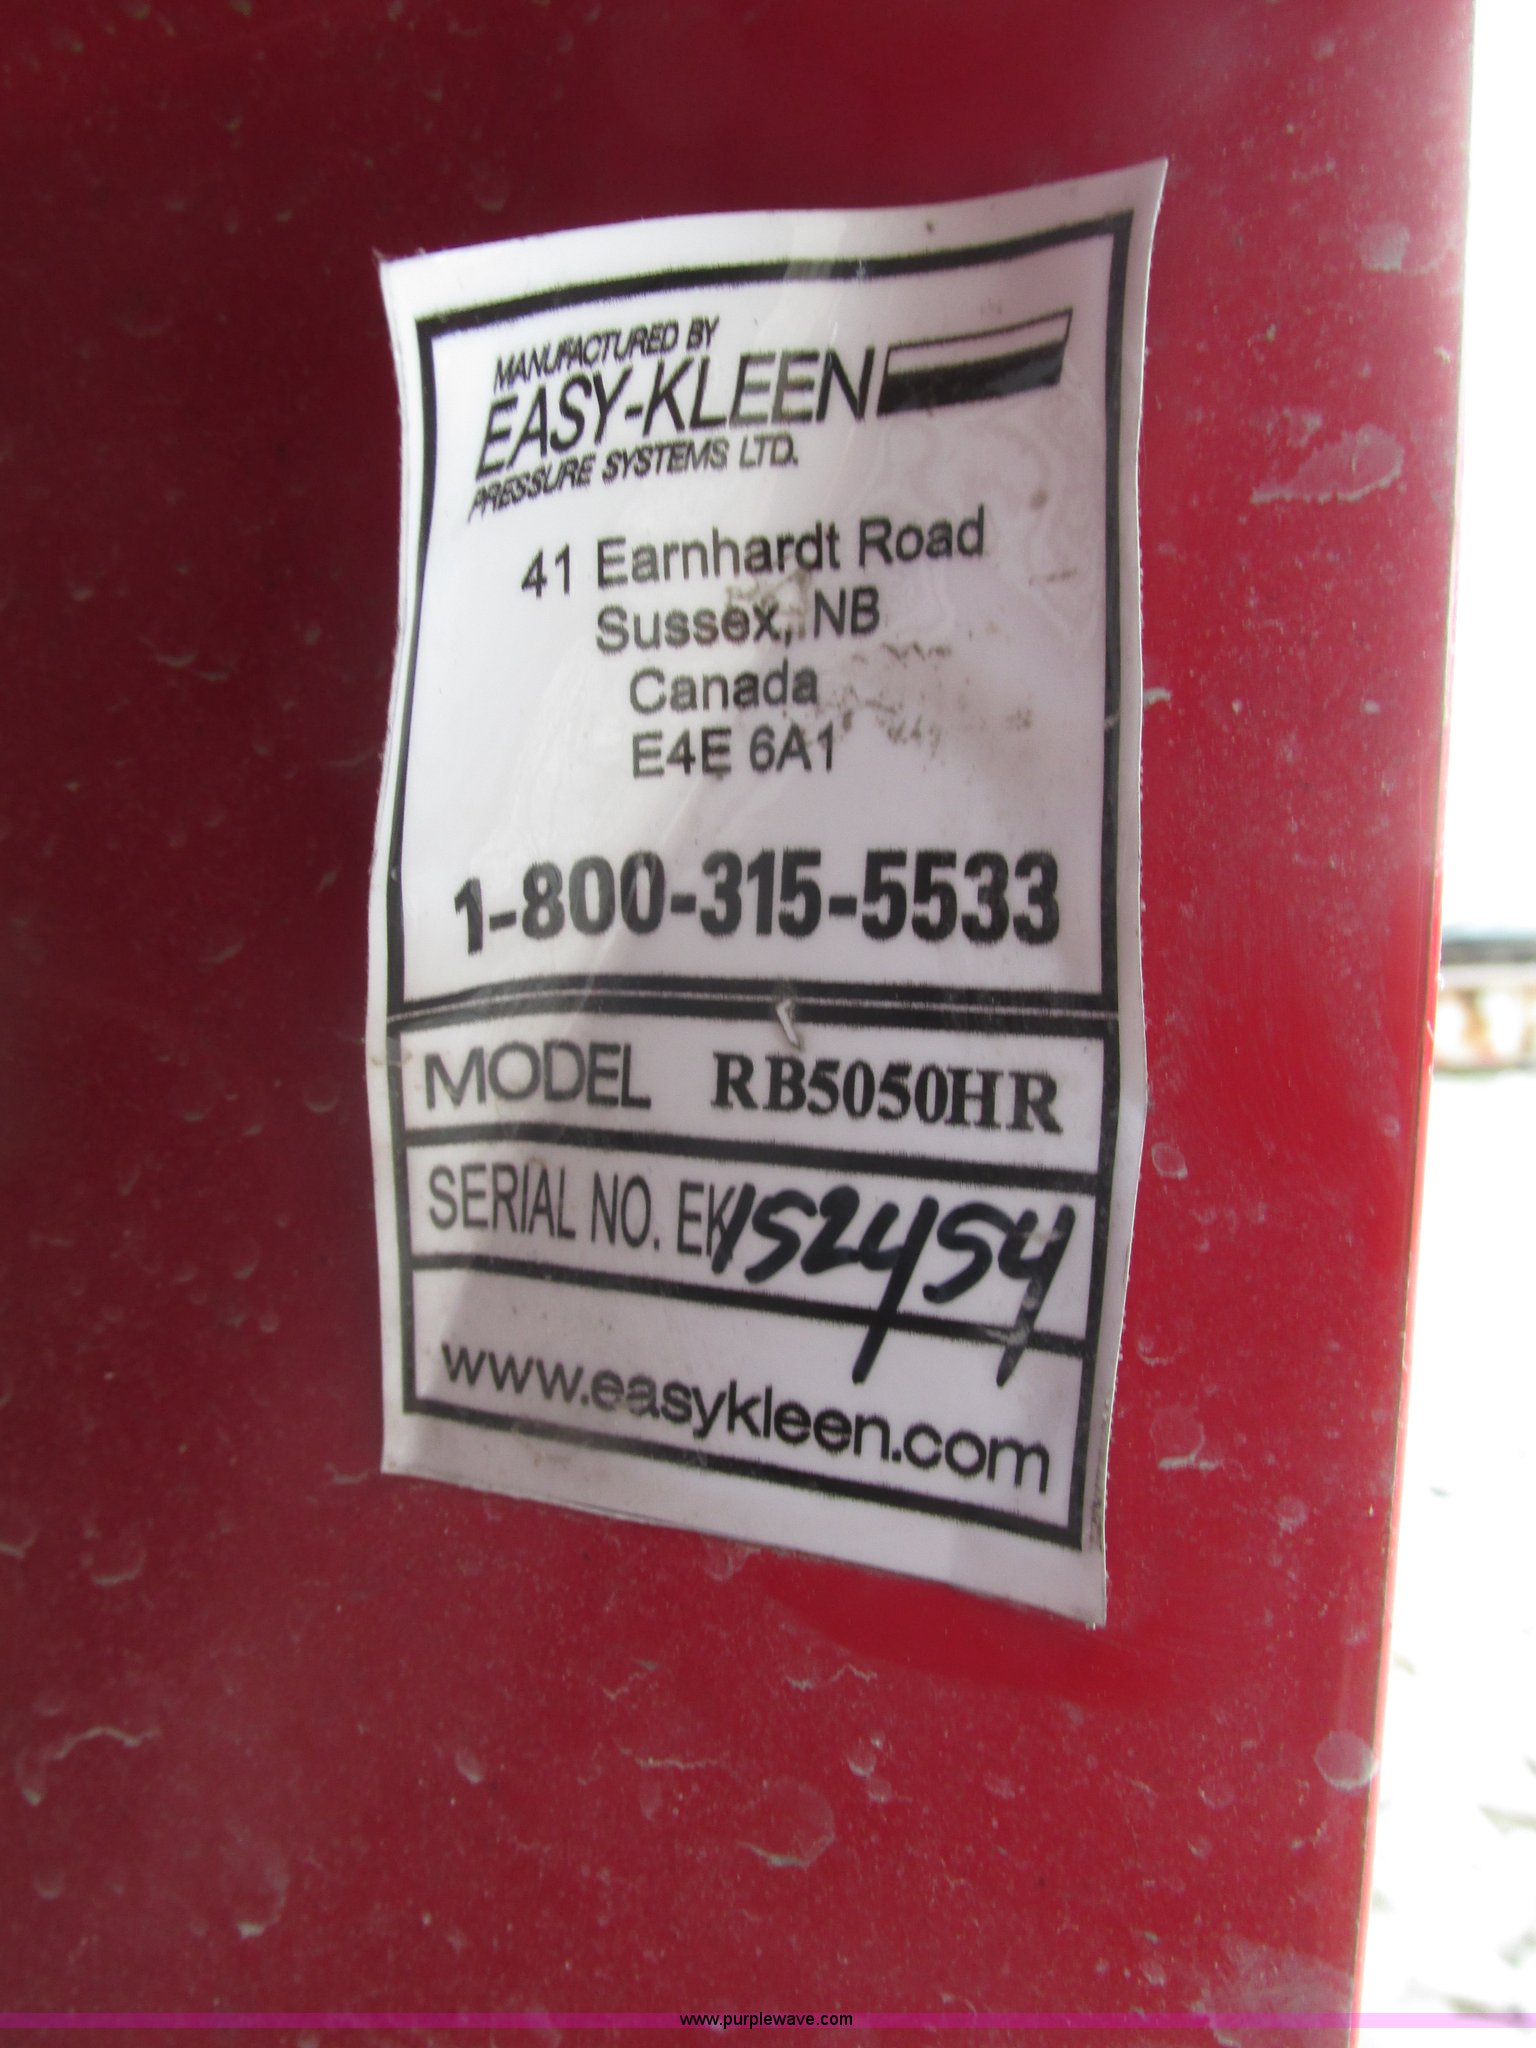 MANUFACTURED BY
EASY-KLEEN
PRESSURE SYSTEMS LTD.
41 Earnhardt Road
Sussex, NB
Canada
E4E 6A1
1-800-315-5533
MODEL RB5050HR
SERIAL NO. EK152454
www.easykleen.com
www.purplewave.com